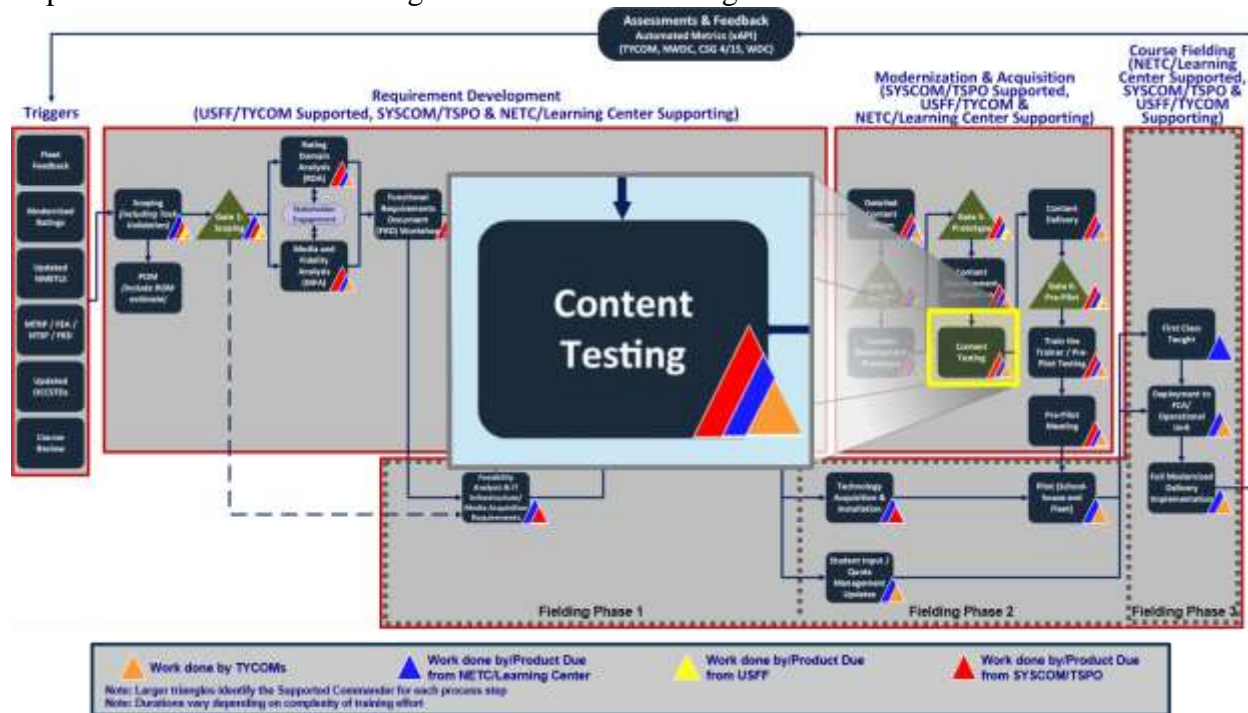 Assessments & Feedback
Automated Metrics (xAPI)
(TYCOM, NWDC, CSG 4/15, WDC)
Course Fielding
(NETC/Learning
Center Supported,
SYSCOM/TSPO &
USFF/TYCOM
Supporting)
Modernization & Acquisition
(SYSCOM/TSPO Supported,
USFF/TYCOM &
NETC/Learning Center Supporting)
Requirement Development
(USFF/TYCOM Supported, SYSCOM/TSPO & NETC/Learning Center Supporting)
Triggers
Fleet
Feedback
Modernized
Ratings
Updated
Updated
OCCSTDs
Course
Review
Scoping
(Including Task
Validation)
Gate 1:
Scoping
POM
(Include ROM
estimate)
Rating
Domain
Analysis
(RDA)
Stakeholder
Engagement
Media and
Fidelity
Analysis
(MFA)
Functional
Requirements
Document
(FRD) Workshop
Content
Testing
Detailed
Content
Gate 5:
Prototype
Content
Content
Testing
Content
Delivery
Gate 6:
Pre-Pilot
Train the
Trainer / Pre-
Pilot Testing
Pre-Pilot
Meeting
First Class
Taught
Deployment to
Operational
Unit
Full Modernized
Delivery
Implementation
Feasibility
Analysis & IT
Infrastructure/
Media Acquisition
Requirements
Technology
Acquisition &
Installation
Pilot (School-
house and
Fleet)
Student Input /
Quota
Management
Updates
Fielding Phase 1
Fielding Phase 2
Fielding Phase 3
Work done by TYCOMs
Work done by/Product Due
from NETC/Learning Center
Work done by/Product Due
from USFF
Work done by/Product Due
from SYSCOM/TSPO
Note: Larger triangles identify the Supported Commander for each process step
Note: Durations vary depending on complexity of training effort